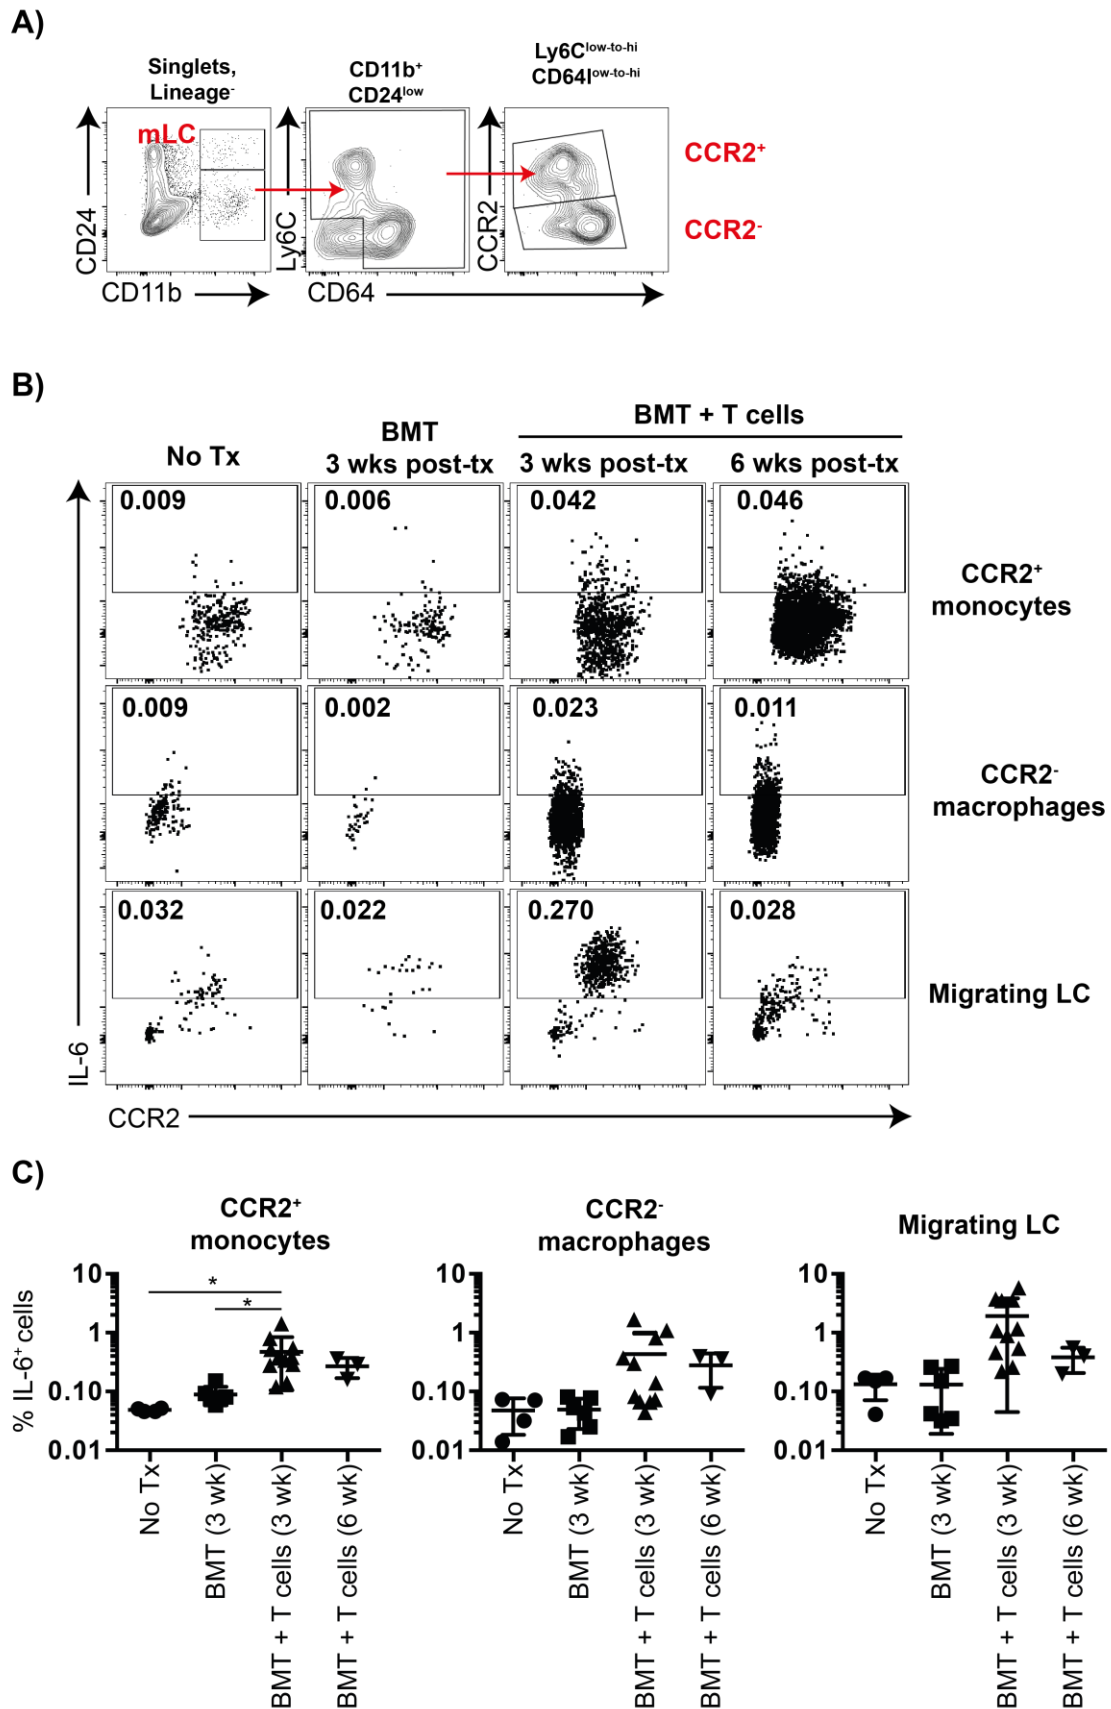 A)
Singlets,
Lineage⁻
CD11b⁺
CD24ˡᵒʷ
Ly6Cˡᵒʷ⁻ᵗᵒ⁻ʰⁱ
CD64lᵒʷ⁻ᵗᵒ⁻ʰⁱ
mLC
CCR2⁺
CCR2⁻
CD24
Ly6C
CCR2
CD11b
CD64
B)
BMT + T cells
No Tx
BMT
3 wks post-tx
3 wks post-tx
6 wks post-tx
0.009
0.006
0.042
0.046
CCR2⁺
monocytes
0.009
0.002
0.023
0.011
CCR2⁻
macrophages
0.032
0.022
0.270
0.028
Migrating LC
IL-6
CCR2
C)
CCR2⁺
monocytes
CCR2⁻
macrophages
Migrating LC
% IL-6⁺ cells
10
1
0.10
0.01
*
*
No Tx
BMT (3 wk)
BMT + T cells (3 wk)
BMT + T cells (6 wk)
10
1
0.10
0.01
No Tx
BMT (3 wk)
BMT + T cells (3 wk)
BMT + T cells (6 wk)
10
1
0.10
0.01
No Tx
BMT (3 wk)
BMT + T cells (3 wk)
BMT + T cells (6 wk)